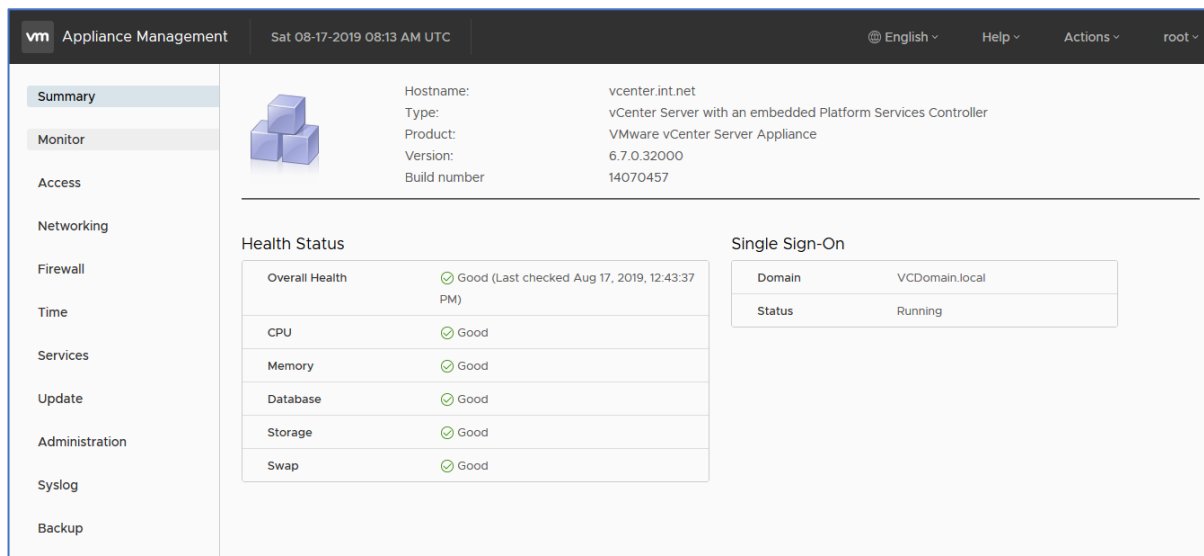 vm Appliance Management Sat 08-17-2019 08:13 AM UTC English Help Actions root
Summary
Monitor
Access
Networking
Firewall
Time
Services
Update
Administration
Syslog
Backup
Hostname: vcenter.int.net
Type: vCenter Server with an embedded Platform Services Controller
Product: VMware vCenter Server Appliance
Version: 6.7.0.32000
Build number 14070457
Health Status
Overall Health Good (Last checked Aug 17, 2019, 12:43:37
PM)
CPU Good
Memory Good
Database Good
Storage Good
Swap Good
Single Sign-On
Domain VCDomain.local
Status Running